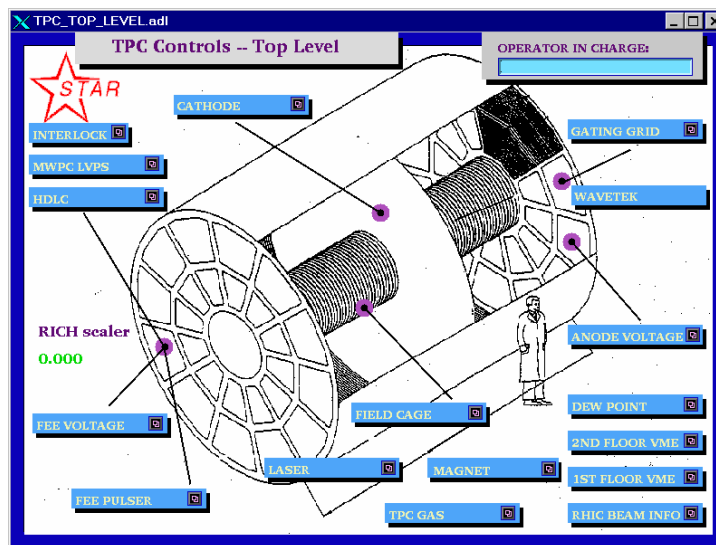 TPC_TOP_LEVEL.adl
TPC Controls -- Top Level
OPERATOR IN CHARGE:
STAR
CATHODE
INTERLOCK
GATING GRID
MWPC LVPS
HDLC
WAVETEK
RICH scaler
0.000
ANODE VOLTAGE
FEE VOLTAGE
FIELD CAGE
DEW POINT
2ND FLOOR VME
LASER
MAGNET
1ST FLOOR VME
FEE PULSER
TPC GAS
RHIC BEAM INFO